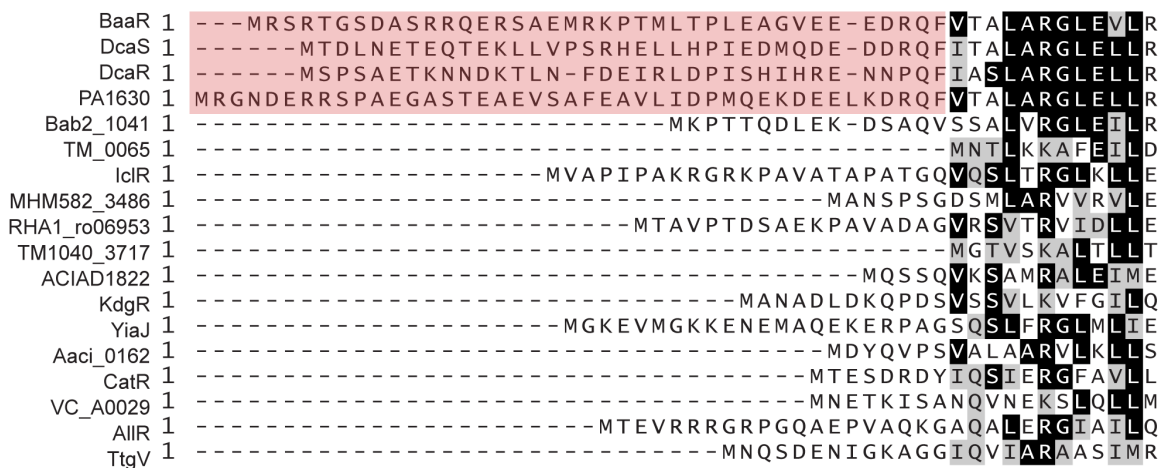 BaaR 1 ---MRSRTGSDASRRQERSAEMRKPTMLTPLEAGVEE-EDRQFVTALARGLEVLR
DcaS 1 ------MTDLNETEQTEKLLVPSRHELLHPIEDMQDE-DDRQFITALARGLELLR
DcaR 1 ------MSPSAETKNNDKTLN-FDEIRLDPISHIHRE-NNPQFIASLARGLELLR
PA1630 1 MRGNDERRSPAEGASTEAEVSAFEAVLIDPMQEKDEELKDRQFVTALARGLELLR
Bab2_1041 1 ---------------------------MKPTTQDLEK-DSAQVSSALVRGLEILR
TM_0065 1 -------------------------------------------MNTLKKAFEILD
IclR 1 --------------------MVAPIPAKRGRKPAVATAPATGQVQSLTRGLKLLE
MHM582_3486 1 ------------------------------------MANSPSGDSMLARVVRVLE
RHA1_ro06953 1 -------------------------MTAVPTDSAEKPAVADAGVRSVTRVIDLLE
TM1040_3717 1 -------------------------------------------MGTVSKALTLLT
ACIAD1822 1 --------------------------------------MQSSQVKSAMRALEIME
KdgR 1 -------------------------------MANADLDKQPDSVSSVLKVFGILQ
YiaJ 1 ---------------------MGKEVMGKKENEMAQEKERPAGSQSLFRGLMLIE
Aaci_0162 1 ------------------------------------MDYQVPSVALAARVLKLLS
CatR 1 -----------------------------------MTESDRDYIQSIERGFAVLL
VC_A0029 1 -----------------------------------MNETKISANQVNEKSLQLLM
AllR 1 -----------------------MTEVRRRGRPGQAEPVAQKGAQALERGIAILQ
TtgV 1 ------------------------------MNQSDENIGKAGGIQVIARAASIMR